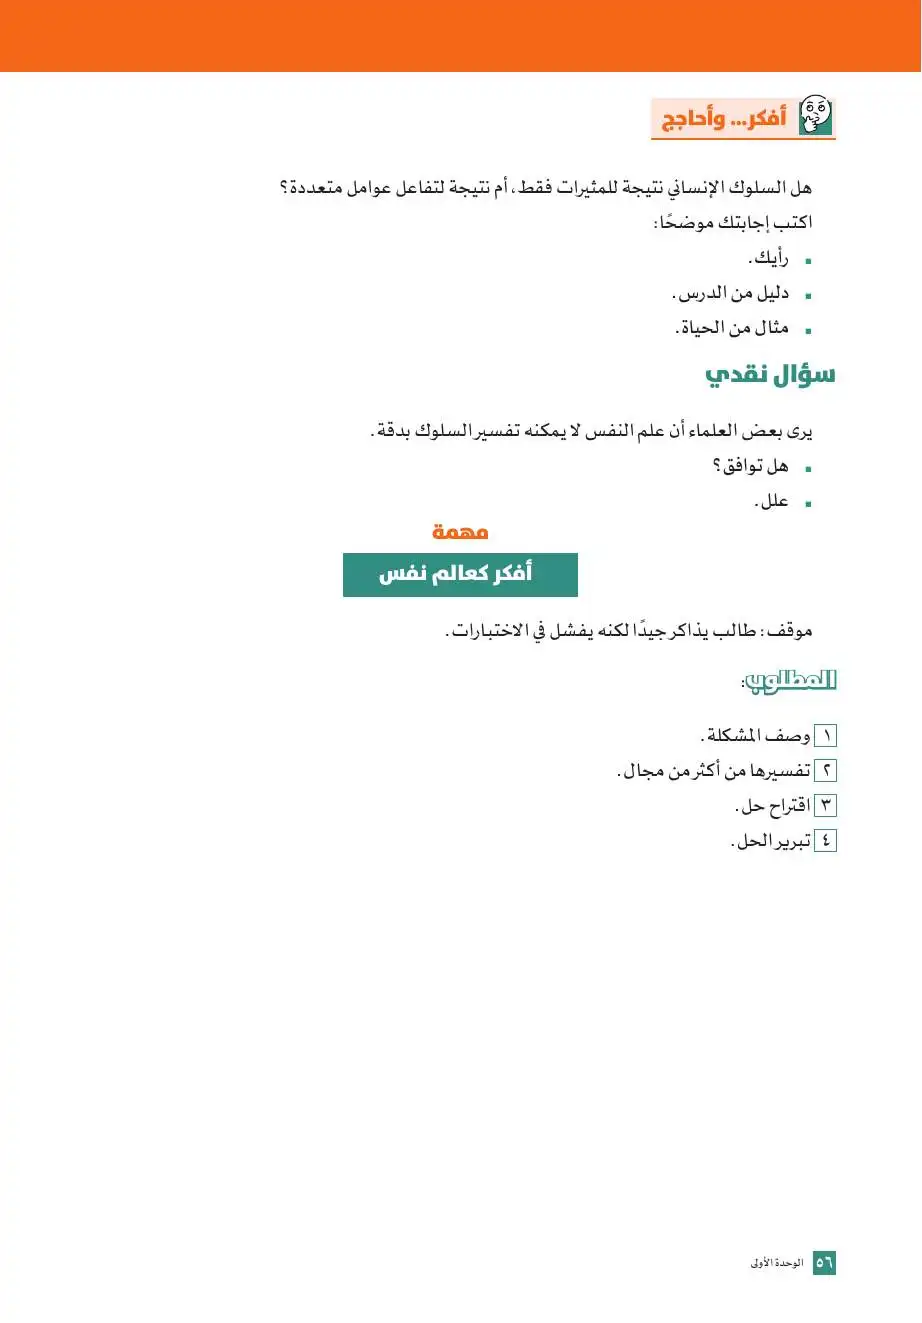 أفكر... وأحاجج
هل السلوك الإنساني نتيجة للمثيرات فقط، أم نتيجة لتفاعل عوامل متعددة؟
اكتب إجابتك موضحًا:
▪ رأيك.
▪ دليل من الدرس.
▪ مثال من الحياة.
سؤال نقدي
يرى بعض العلماء أن علم النفس لا يمكنه تفسير السلوك بدقة.
▪ هل توافق؟
▪ علل.
مهمة
أفكر كعالم نفس
موقف: طالب يذاكر جيدًا لكنه يفشل في الاختبارات.
المطلوب:
١ وصف المشكلة.
٢ تفسيرها من أكثر من مجال.
٣ اقتراح حل.
٤ تبرير الحل.
٥٦ الوحدة الأولى